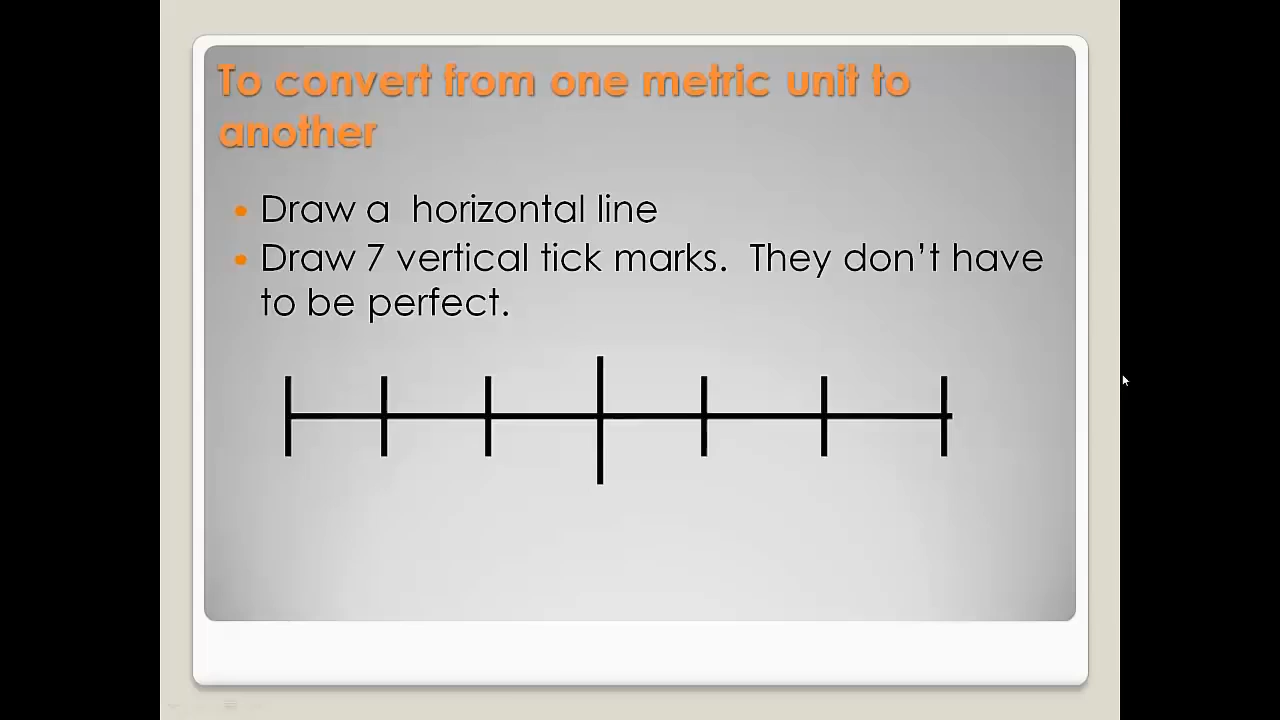 To convert from one metric unit to
another
• Draw a  horizontal line
• Draw 7 vertical tick marks.  They don’t have
to be perfect.